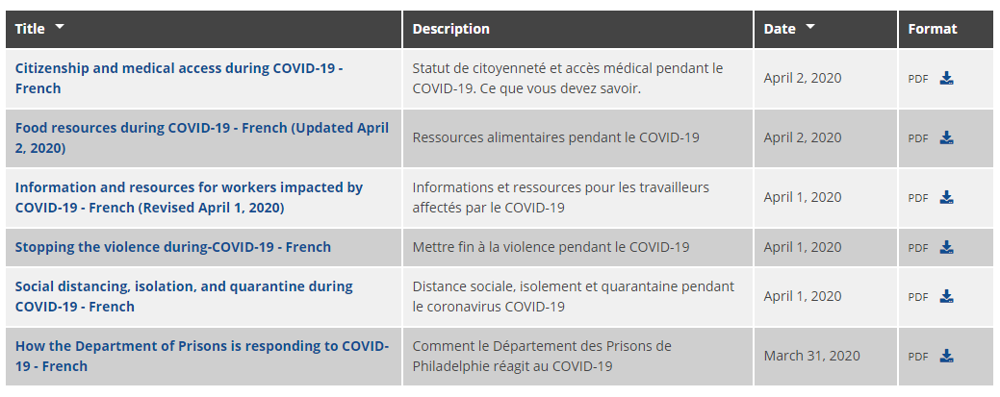 Title Description Date Format
Citizenship and medical access during COVID-19 -
French
Statut de citoyenneté et accès médical pendant le
COVID-19. Ce que vous devez savoir.
April 2, 2020
PDF
Food resources during COVID-19 - French (Updated April
2, 2020)
Ressources alimentaires pendant le COVID-19
April 2, 2020
PDF
Information and resources for workers impacted by
COVID-19 - French (Revised April 1, 2020)
Informations et ressources pour les travailleurs
affectés par le COVID-19
April 1, 2020
PDF
Stopping the violence during-COVID-19 - French
Mettre fin à la violence pendant le COVID-19
April 1, 2020
PDF
Social distancing, isolation, and quarantine during
COVID-19 - French
Distance sociale, isolement et quarantaine pendant
le coronavirus COVID-19
April 1, 2020
PDF
How the Department of Prisons is responding to COVID-
19 - French
Comment le Département des Prisons de
Philadelphie réagit au COVID-19
March 31, 2020
PDF